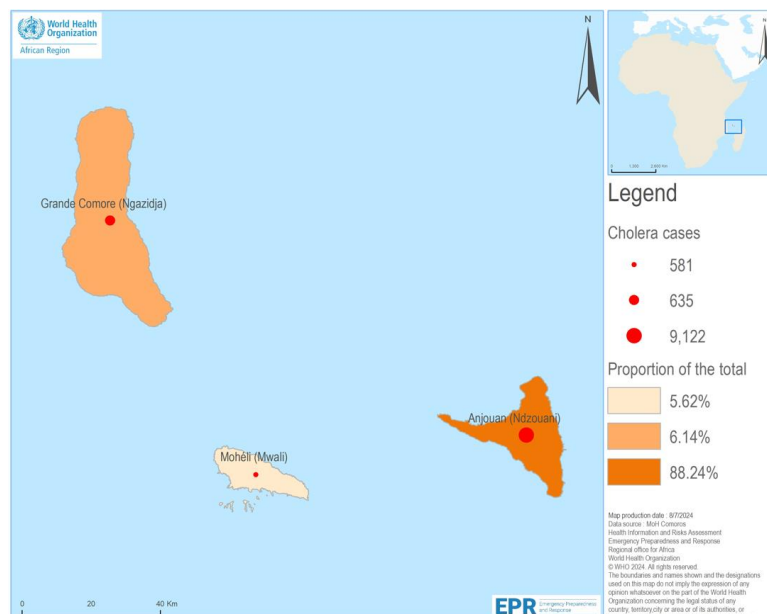 World Health
Organization
African Region
N
Grande Comore (Ngazidja)
Mohéli (Mwali)
Anjouan (Ndzouani)
0 20 40 Km
EPR Emergency Preparedness
and Response
N
Legend
Cholera cases
581
635
9,122
Proportion of the total
5.62%
6.14%
88.24%
Map production date : 8/7/2024
Data source : MoH Comoros
Health Information and Risks Assessment
Emergency Preparedness and Response
Regional office for Africa
World Health Organization
© WHO 2024. All rights reserved.
The boundaries and names shown and the designations
used on this map do not imply the expression of any
opinion whatsoever on the part of the World Health
Organization concerning the legal status of any
country, territory, city or area or of its authorities, or